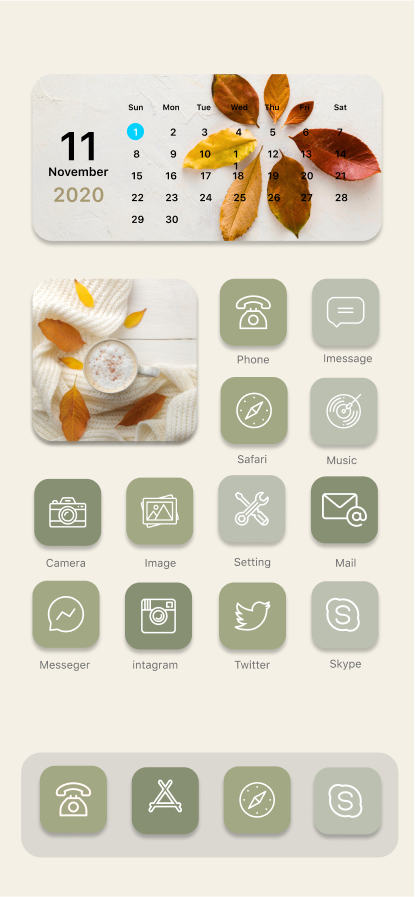 Sun Mon Tue Wed Thu Fri Sat
1 2 3 4 5 6 7
8 9 10 1 12 13 14
1
15 16 17 18 19 20 21
22 23 24 25 26 27 28
29 30
11
November
2020
Phone Imessage
Safari Music
Camera Image Setting Mail
Messeger intagram Twitter Skype